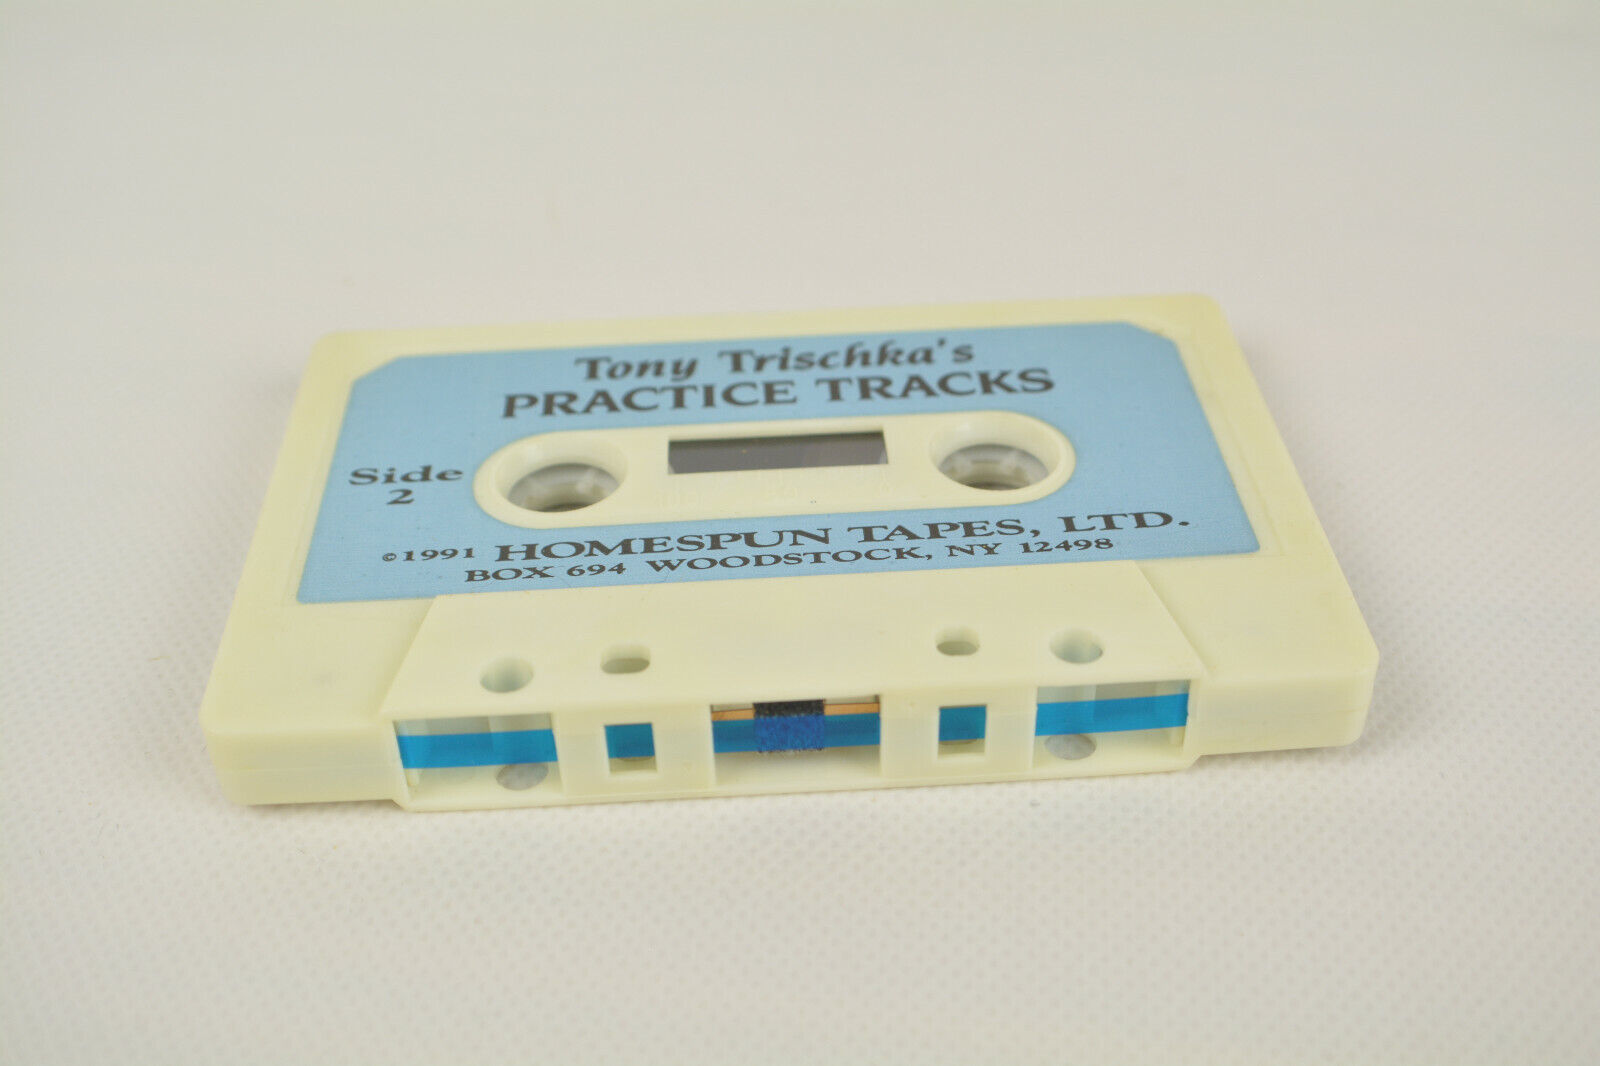 Tony Trischka's
PRACTICE TRACKS
Side
2
©1991 HOMESPUN TAPES, LTD.
BOX 694 WOODSTOCK, NY 12498